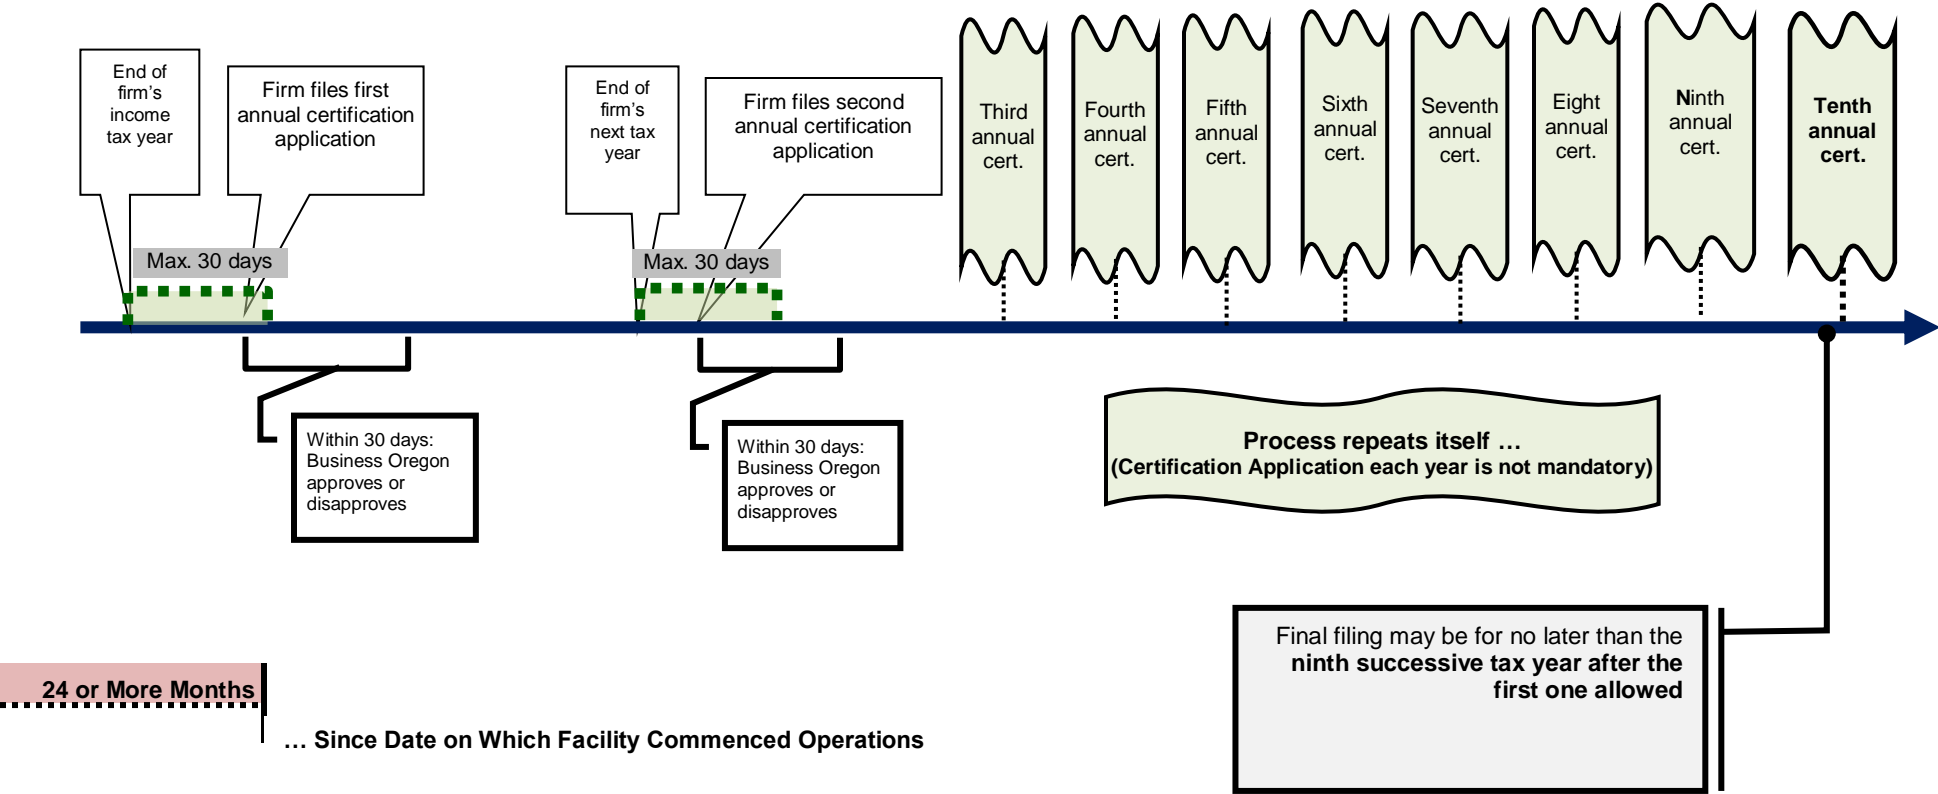 End of
firm's
income
tax year
Firm files first
annual certification
application
End of
firm's
next tax
year
Firm files second
annual certification
application
Third
annual
cert.
Fourth
annual
cert.
Fifth
annual
cert.
Sixth
annual
cert.
Seventh
annual
cert.
Eight
annual
cert.
Ninth
annual
cert.
Tenth
annual
cert.
Max. 30 days
Max. 30 days
Within 30 days:
Business Oregon
approves or
disapproves
Within 30 days:
Business Oregon
approves or
disapproves
Process repeats itself …
(Certification Application each year is not mandatory)
Final filing may be for no later than the
ninth successive tax year after the
first one allowed
24 or More Months
… Since Date on Which Facility Commenced Operations